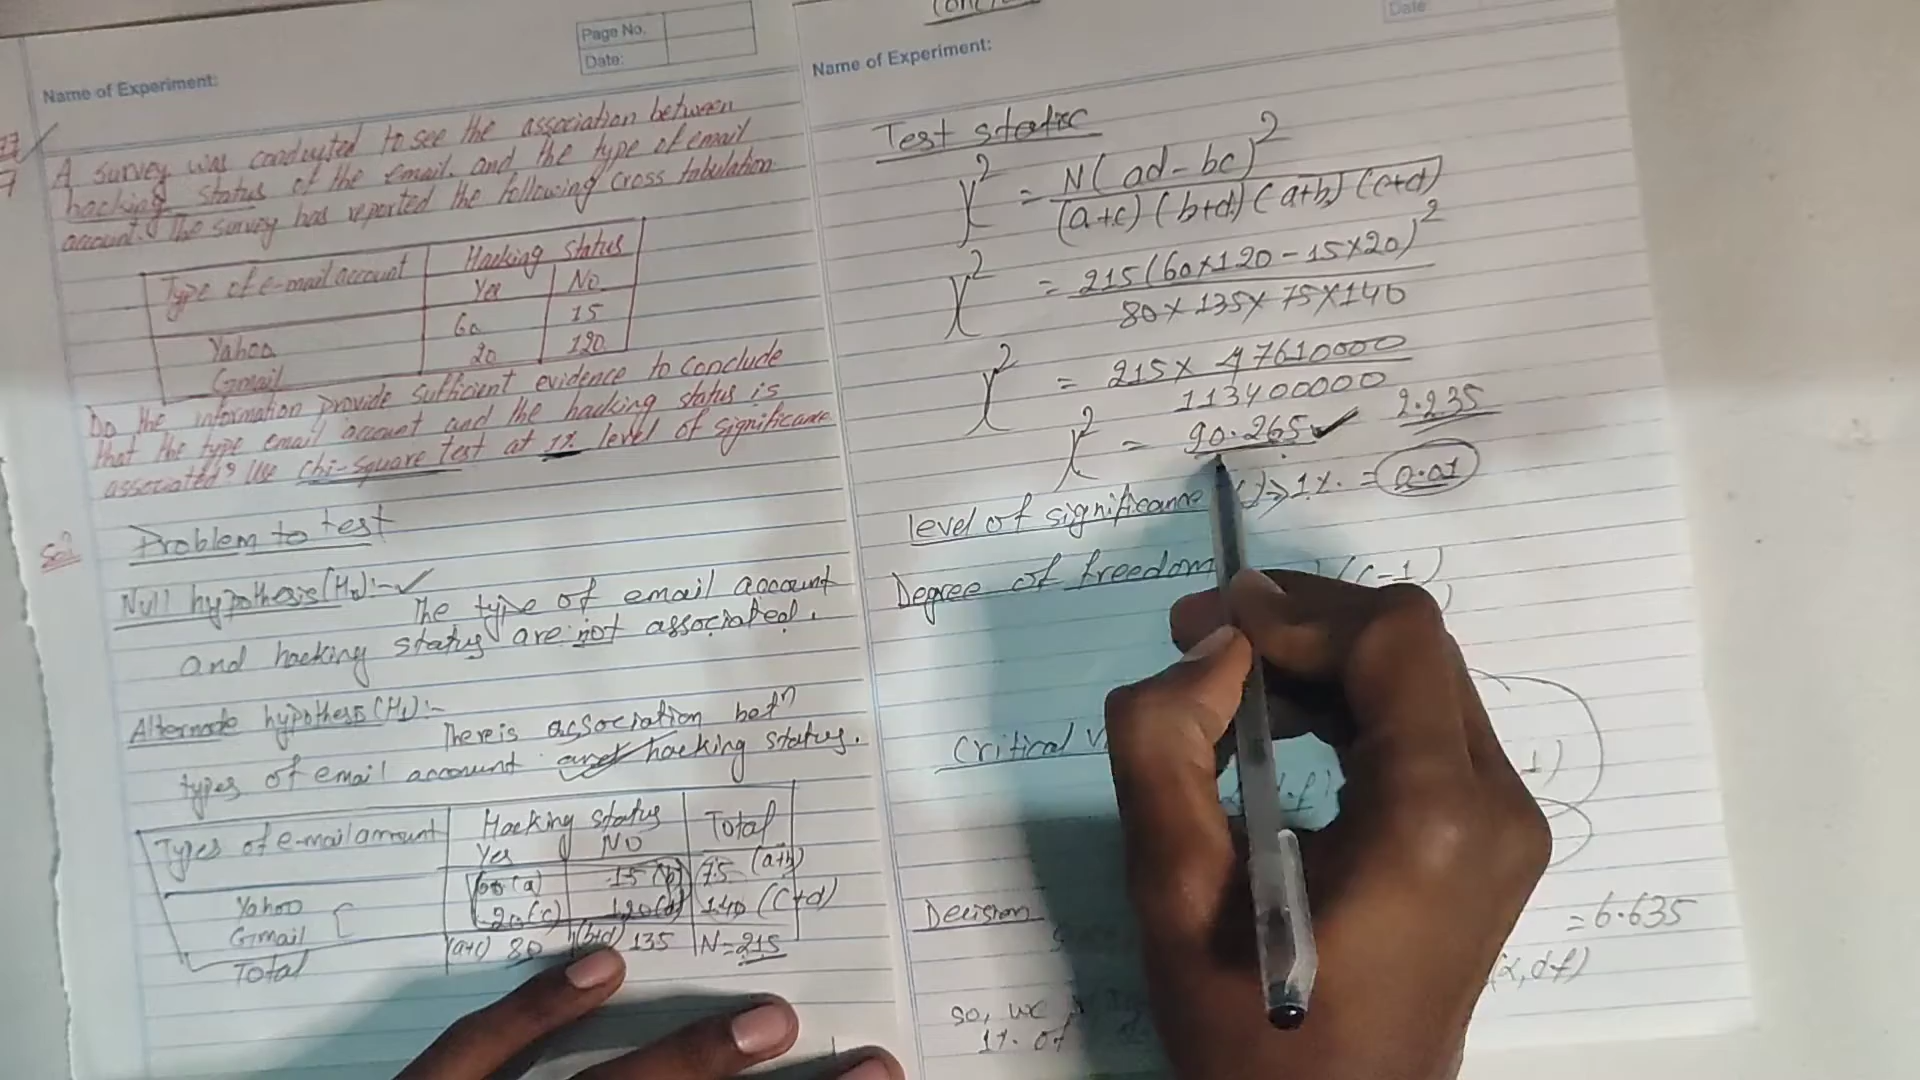 Page No.
Date:
Name of Experiment:
A survey was conducted to see the association between
hacking status of the email. and the type of email
account. The survey has reported the following cross tabulation
Type of e-mail account Hacking status
Yes No
Yahoo 60 15
Gmail 20 120
Do the information provide sufficient evidence to conclude
that the type email account and the hacking status is
associated? Use Chi-square test at 1% level of significance
Problem to test
Null hypothesis (H0):- ✓
The type of email account
and hacking status are not associated.
Alternate hypothesis (H1):-
There is association betn
types of email account and hacking status.
Types of e-mail amount Hacking status Total
Yes No
Yahoo 60 (a) 15 (b) 75 (a+b)
Gmail 20 (c) 120 (d) 140 (c+d)
Total (a+c) 80 (b+d) 135 N = 215
Date:
Name of Experiment:
Test static
χ2 = N(ad - bc)2
(a+c) (b+d) (a+b) (c+d)
χ2 = 215(60×120 - 15×20)2
80 × 135 × 75 × 140
χ2 = 215 × 47610000
113400000
χ2 = 90.265 ✓ 2.235
level of significance 1%. = 0.01
Degree of freedom (c-1)
Critical
1)
Decision
= 6.635
(α, df)
so, we
1% of